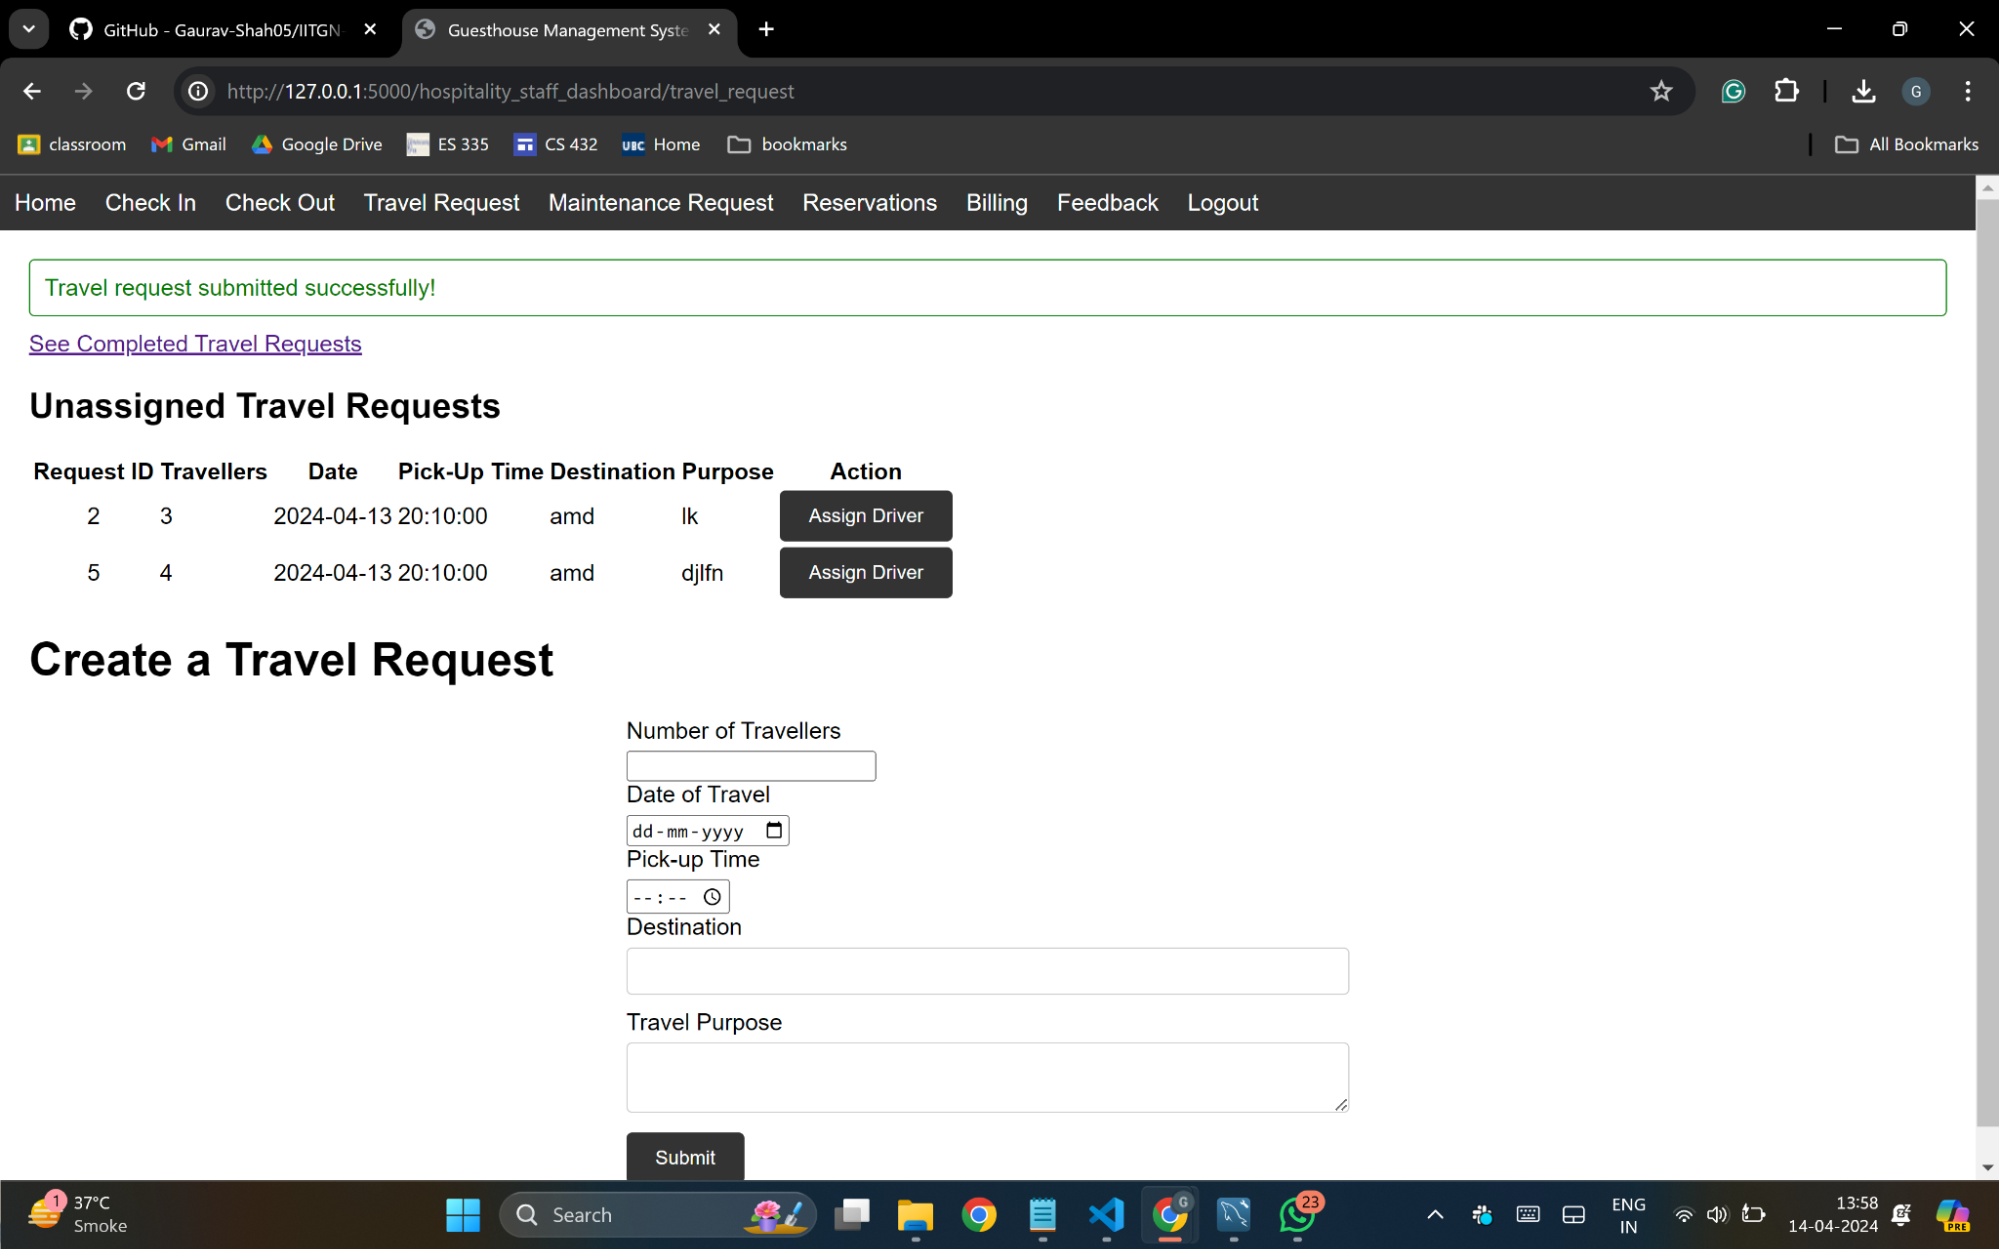 GitHub - Gaurav-Shah05/IITGN-
Guesthouse Management Syste
http://127.0.0.1:5000/hospitality_staff_dashboard/travel_request
G
classroom Gmail Google Drive ES 335 CS 432 UBC Home bookmarks All Bookmarks
Home Check In Check Out Travel Request Maintenance Request Reservations Billing Feedback Logout
Travel request submitted successfully!
See Completed Travel Requests
Unassigned Travel Requests
Request ID Travellers Date Pick-Up Time Destination Purpose Action
2 3 2024-04-13 20:10:00 amd lk Assign Driver
5 4 2024-04-13 20:10:00 amd djlfn Assign Driver
Create a Travel Request
Number of Travellers
Date of Travel
dd-mm-yyyy
Pick-up Time
--:--
Destination
Travel Purpose
Submit
1 37°C
Smoke
Search
G
23
ENG
IN
13:58
14-04-2024
PRE